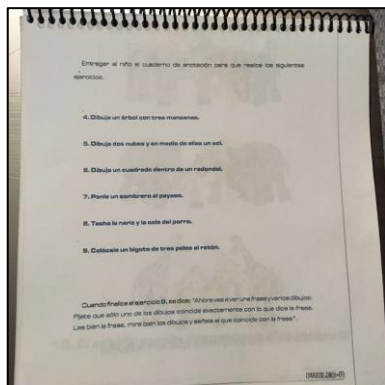 Entregar al niño el cuaderno de anotación para que realice los siguientes
ejercicios.
4. Dibuja un árbol con tres manzanas.
5. Dibuja dos nubes y en medio de ellas un sol.
6. Dibuja un cuadrado dentro de un redondel.
7. Ponle un sombrero al payaso.
8. Tacha la nariz y la cola del perro.
9. Colócale un bigote de tres pelos al ratón.
Cuando finalice el ejercicio 9, se dice: "Ahora vas a ver una frase y varios dibujos.
Fíjate que sólo uno de los dibujos coincide exactamente con lo que dice la frase.
Lee bien la frase, mira bien los dibujos y señala el que coincide con la frase".